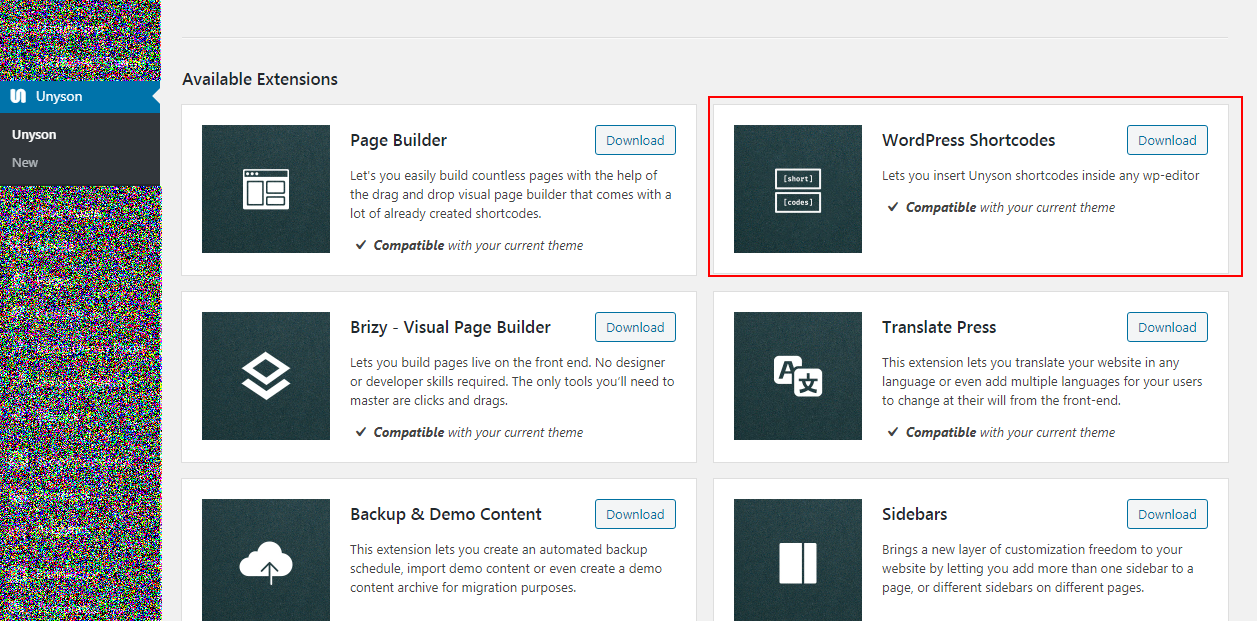 Unyson
Unyson
New
Available Extensions
Page Builder
Download
Let's you easily build countless pages with the help of
the drag and drop visual page builder that comes with a
lot of already created shortcodes.
Compatible with your current theme
[short]
[codes]
WordPress Shortcodes
Download
Lets you insert Unyson shortcodes inside any wp-editor
Compatible with your current theme
Brizy - Visual Page Builder
Download
Lets you build pages live on the front end. No designer
or developer skills required. The only tools you'll need to
master are clicks and drags.
Compatible with your current theme
A
文
Translate Press
Download
This extension lets you translate your website in any
language or even add multiple languages for your users
to change at their will from the front-end.
Compatible with your current theme
Backup & Demo Content
Download
This extension lets you create an automated backup
schedule, import demo content or even create a demo
content archive for migration purposes.
Sidebars
Download
Brings a new layer of customization freedom to your
website by letting you add more than one sidebar to a
page, or different sidebars on different pages.